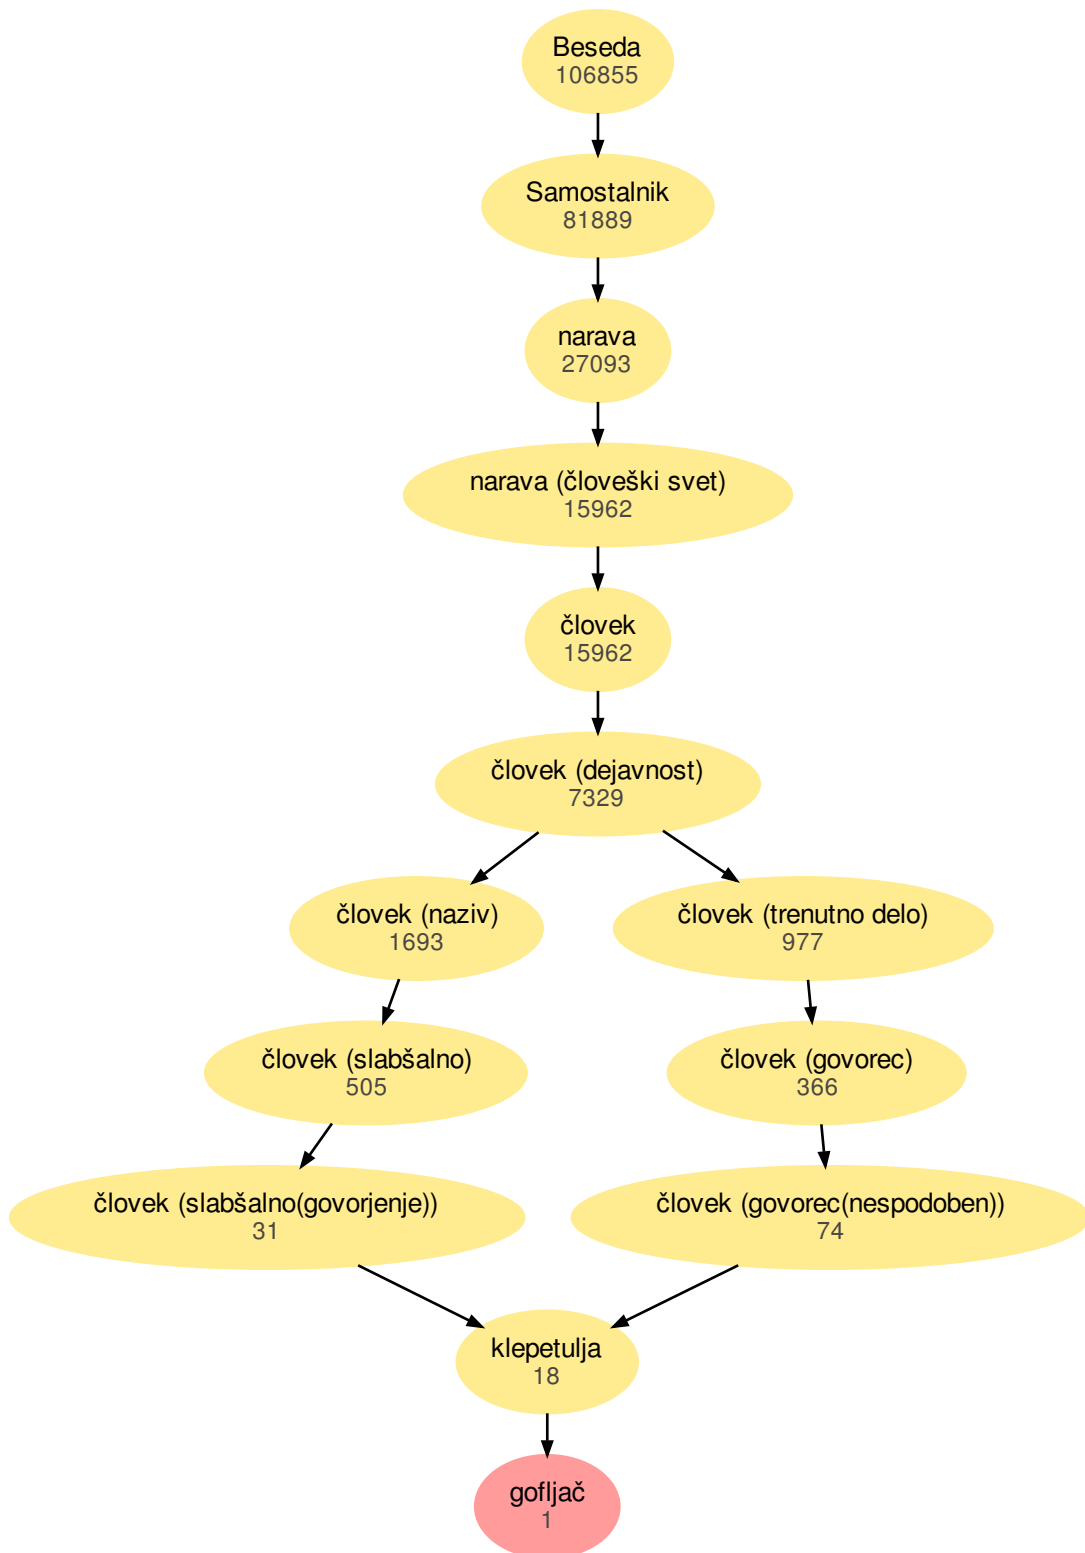 Beseda
106855
Samostalnik
81889
narava
27093
narava (človeški svet)
15962
človek
15962
človek (dejavnost)
7329
človek (naziv)
1693
človek (trenutno delo)
977
človek (slabšalno)
505
človek (govorec)
366
človek (slabšalno(govorjenje))
31
človek (govorec(nespodoben))
74
klepetulja
18
gofljač
1